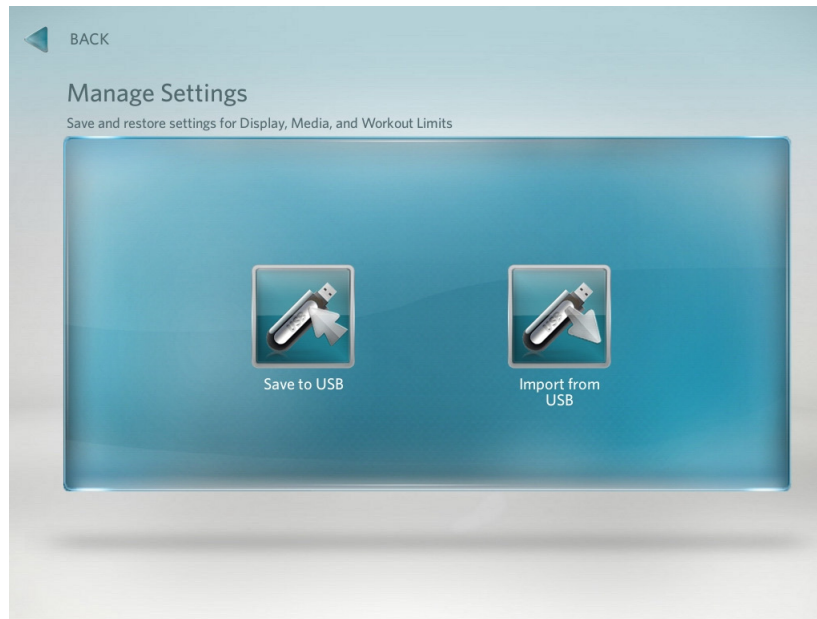 BACK
Manage Settings
Save and restore settings for Display, Media, and Workout Limits
Save to USB
Import from
USB